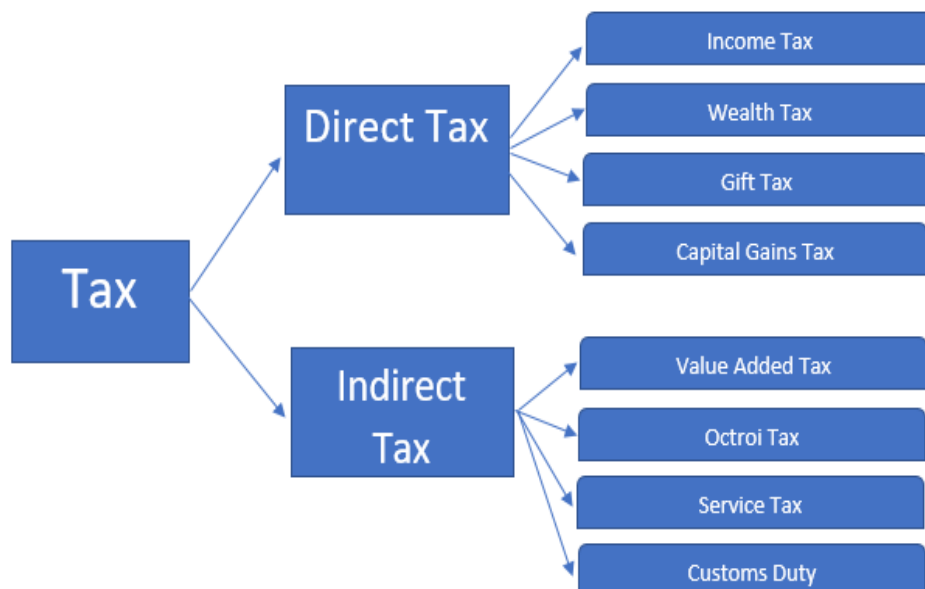 Tax
Direct Tax
Income Tax
Wealth Tax
Gift Tax
Capital Gains Tax
Indirect
Tax
Value Added Tax
Octroi Tax
Service Tax
Customs Duty